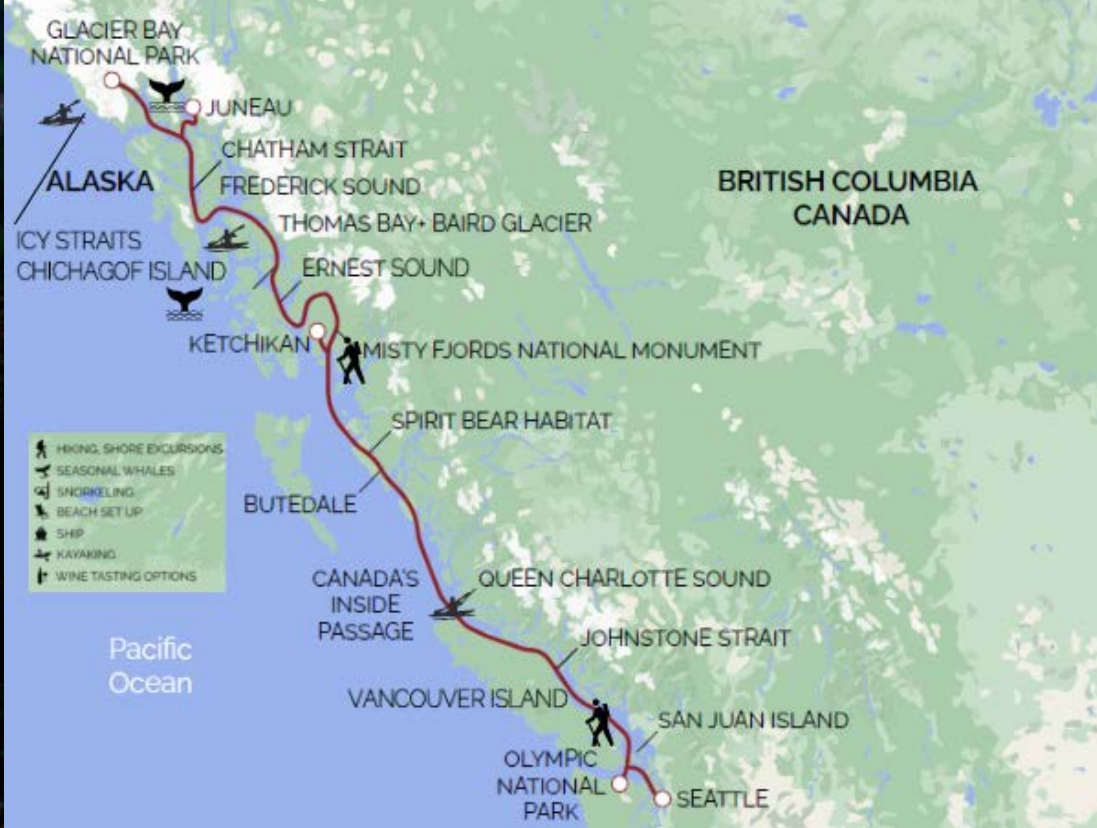 GLACIER BAY
NATIONAL PARK
JUNEAU
CHATHAM STRAIT
ALASKA
FREDERICK SOUND
BRITISH COLUMBIA
CANADA
THOMAS BAY+ BAIRD GLACIER
ICY STRAITS
CHICHAGOF ISLAND
ERNEST SOUND
KETCHIKAN
MISTY FJORDS NATIONAL MONUMENT
SPIRIT BEAR HABITAT
HIKING, SHORE EXCURSIONS
SEASONAL WHALES
SNORKELING
BEACH SET UP
SHIP
KAYAKING
WINE TASTING OPTIONS
BUTEDALE
CANADA'S
INSIDE
PASSAGE
QUEEN CHARLOTTE SOUND
JOHNSTONE STRAIT
Pacific
Ocean
VANCOUVER ISLAND
SAN JUAN ISLAND
OLYMPIC
NATIONAL
PARK
SEATTLE